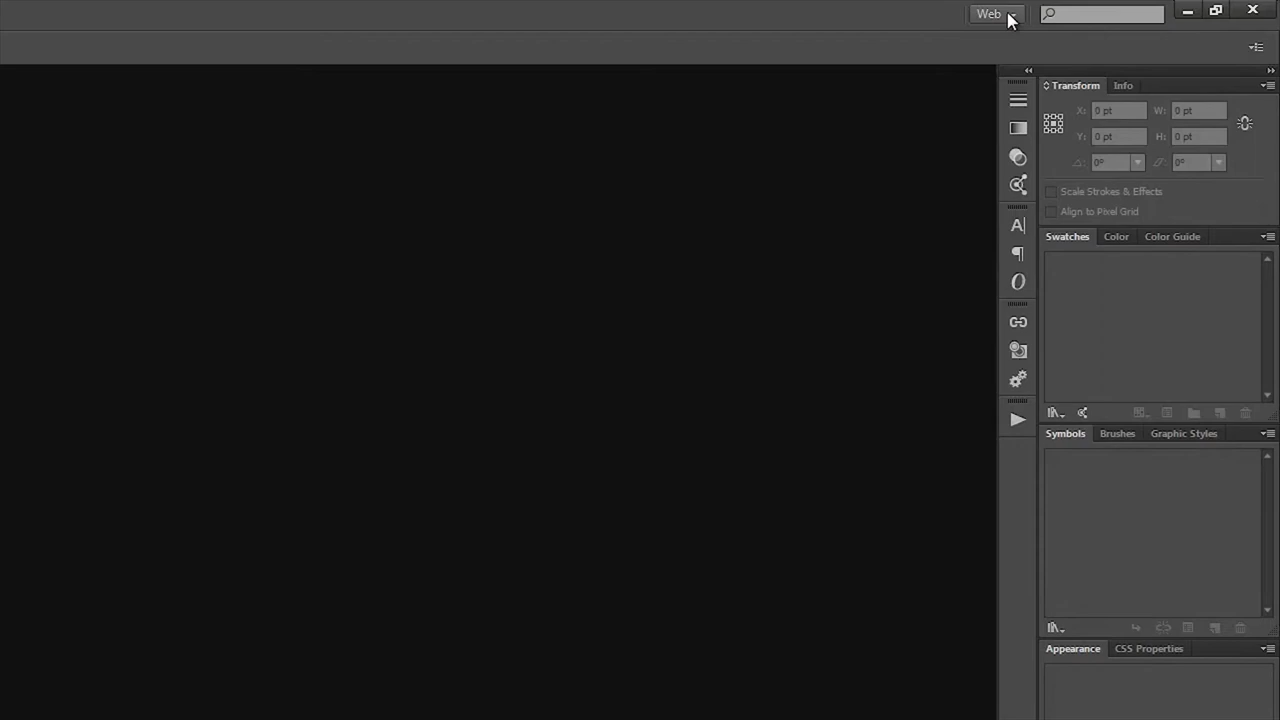 Web
Transform Info
X: 0 pt W: 0 pt
Y: 0 pt H: 0 pt
0° 0°
Scale Strokes & Effects
Align to Pixel Grid
Swatches Color Color Guide
Symbols Brushes Graphic Styles
Appearance CSS Properties